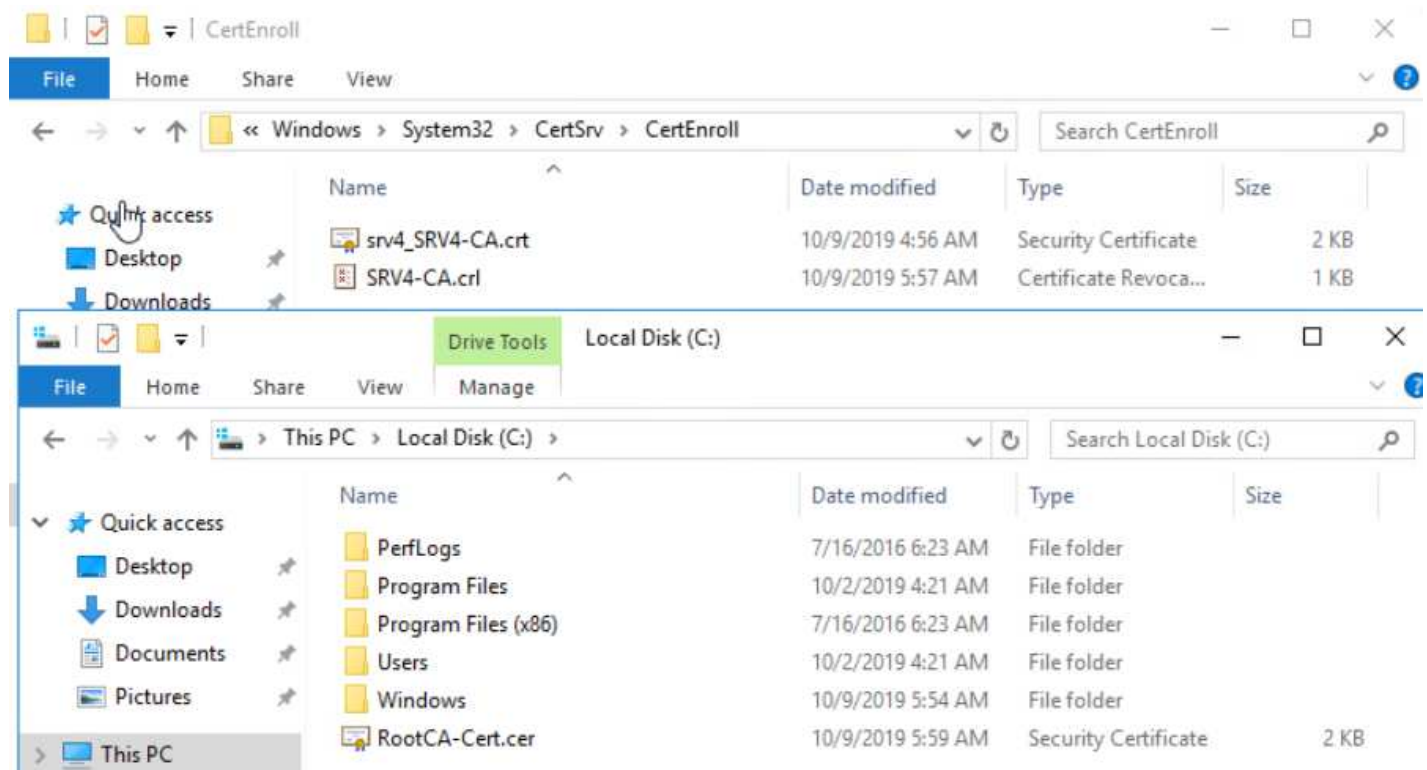 CertEnroll
File Home Share View
« Windows > System32 > CertSrv > CertEnroll Search CertEnroll
Name Date modified Type Size
Quick access
srv4_SRV4-CA.crt 10/9/2019 4:56 AM Security Certificate 2 KB
Desktop
SRV4-CA.crl 10/9/2019 5:57 AM Certificate Revoca... 1 KB
Downloads
Drive Tools Local Disk (C:)
File Home Share View Manage
> This PC > Local Disk (C:) > Search Local Disk (C:)
Name Date modified Type Size
Quick access
PerfLogs 7/16/2016 6:23 AM File folder
Desktop
Program Files 10/2/2019 4:21 AM File folder
Downloads
Program Files (x86) 7/16/2016 6:23 AM File folder
Documents
Users 10/2/2019 4:21 AM File folder
Pictures
Windows 10/9/2019 5:54 AM File folder
RootCA-Cert.cer 10/9/2019 5:59 AM Security Certificate 2 KB
This PC